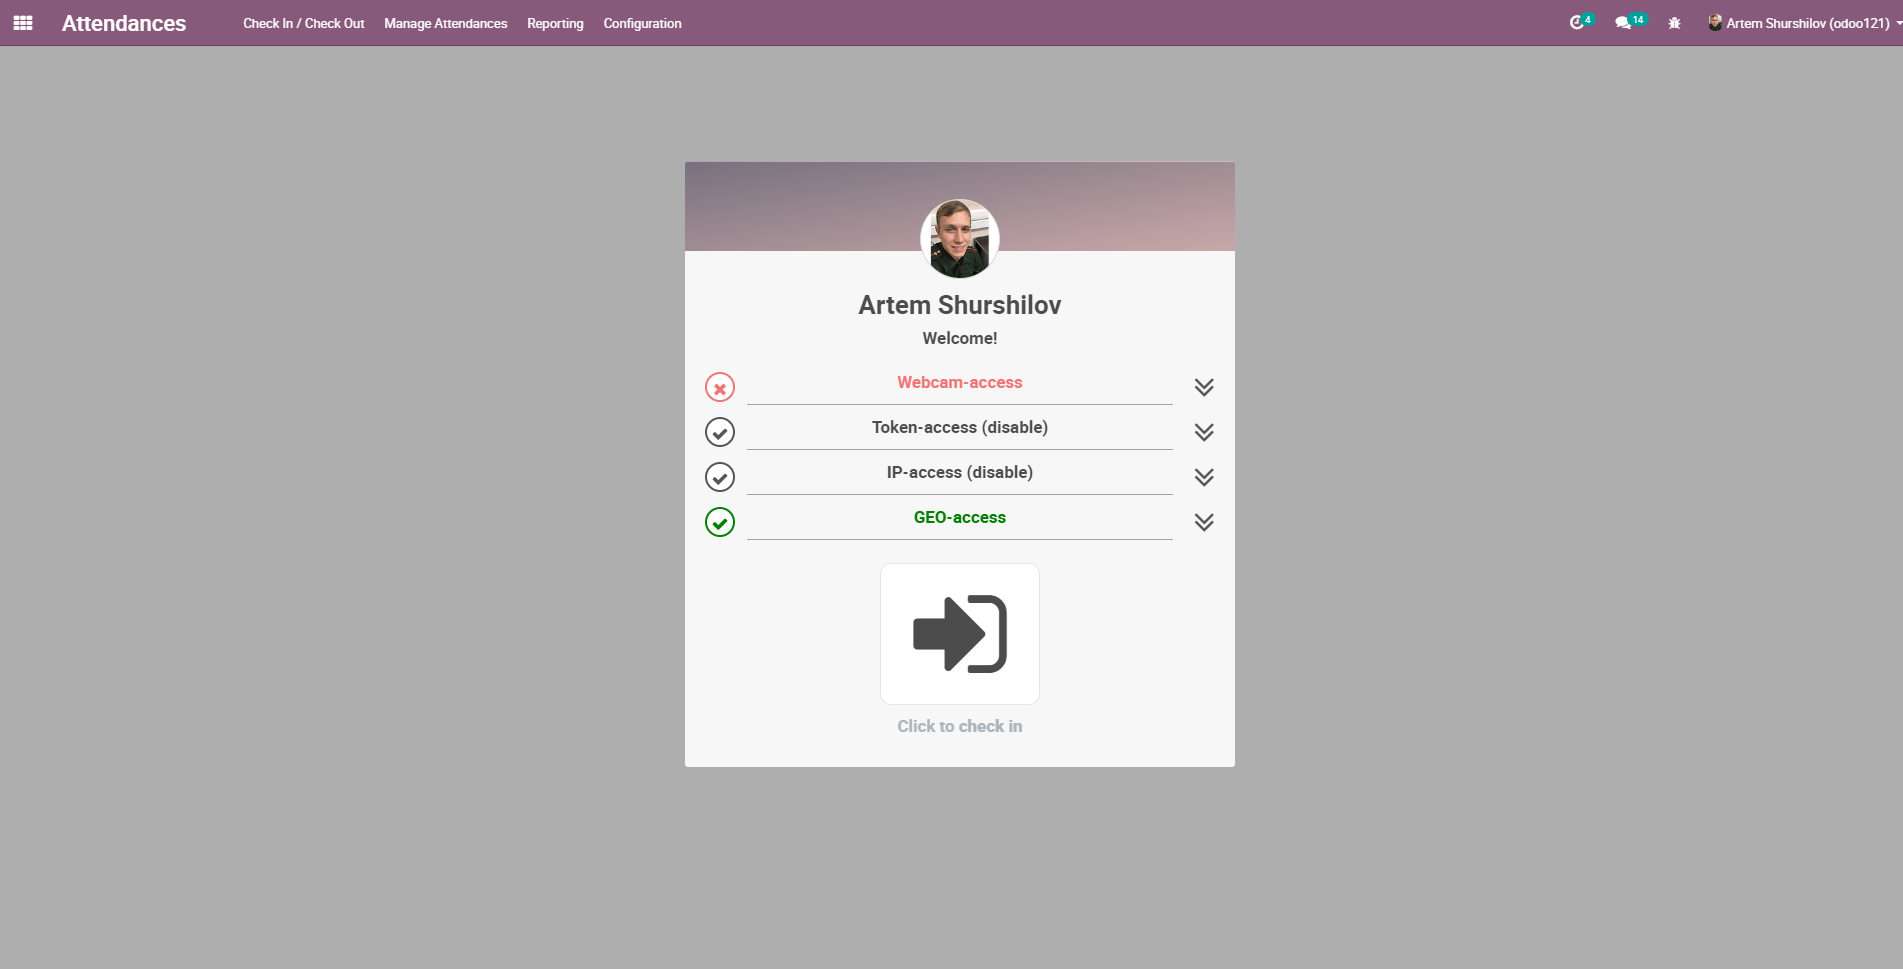 Attendances
Check In / Check Out
Manage Attendances
Reporting
Configuration
4
14
Artem Shurshilov (odoo121)
Artem Shurshilov
Welcome!
Webcam-access
Token-access (disable)
IP-access (disable)
GEO-access
Click to check in